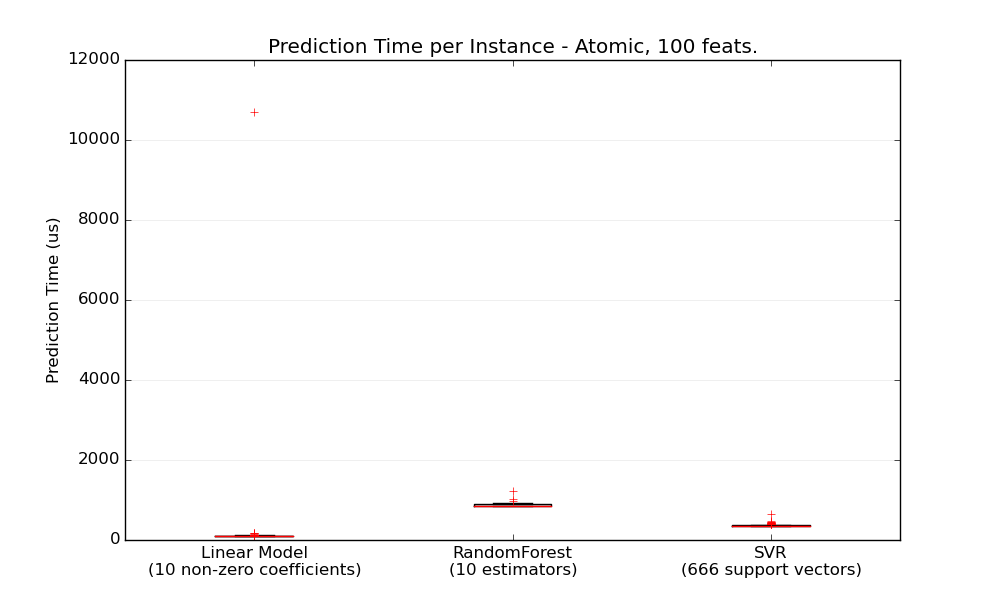 Prediction Time per Instance - Atomic, 100 feats.
12000
10000
8000
6000
4000
2000
0
Prediction Time (us)
Linear Model
(10 non-zero coefficients)
RandomForest
(10 estimators)
SVR
(666 support vectors)